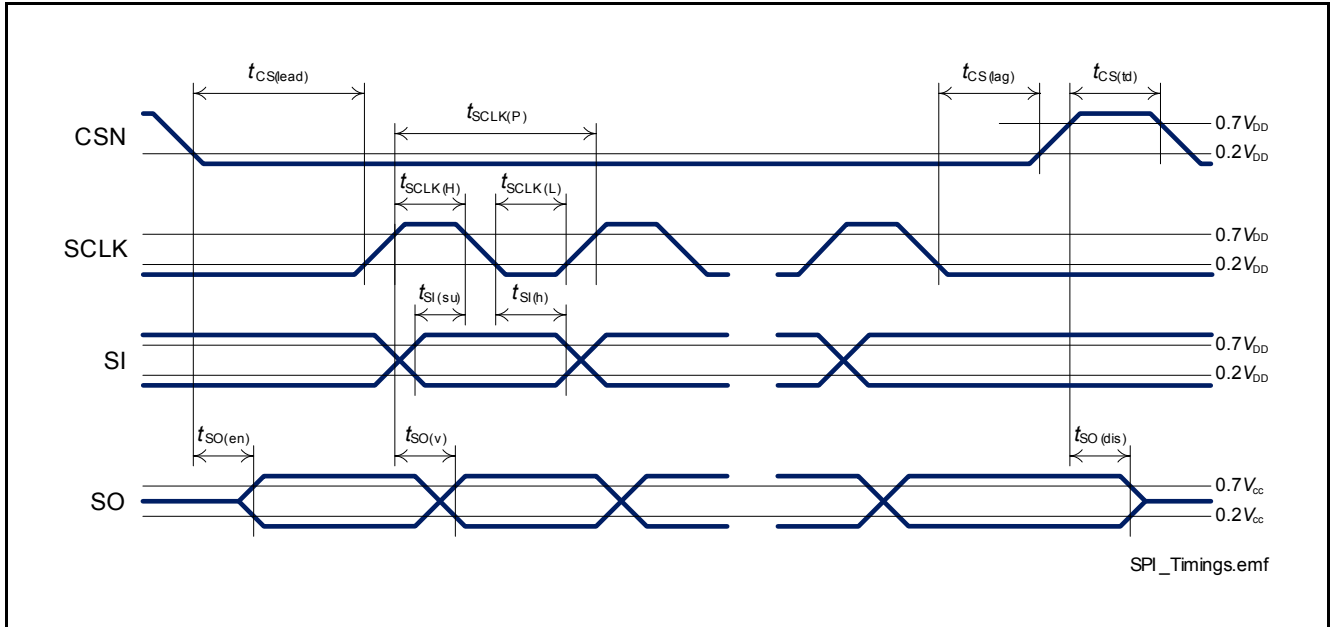 tCS(lead)
tCS(lag)
tCS(td)
tSCLK(P)
CSN
0.7VDD
0.2VDD
tSCLK(H)
tSCLK(L)
SCLK
0.7VDD
0.2VDD
tSI(su)
tSI(h)
SI
0.7VDD
0.2VDD
tSO(en)
tSO(v)
tSO(dis)
SO
0.7Vcc
0.2Vcc
SPI_Timings.emf